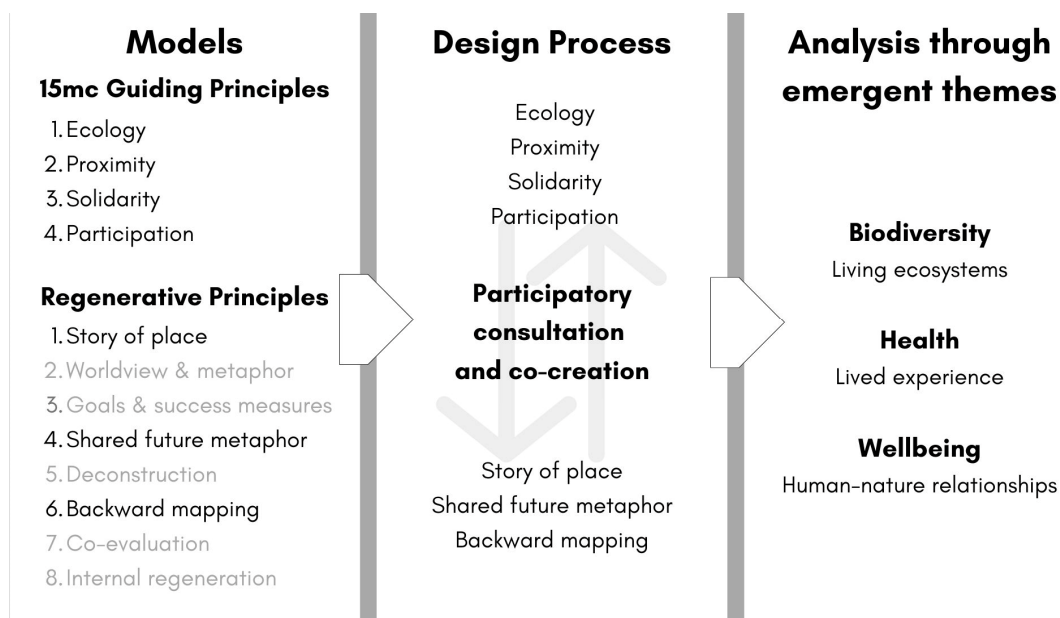 Models
15mc Guiding Principles
1. Ecology
2. Proximity
3. Solidarity
4. Participation
Regenerative Principles
1. Story of place
2. Worldview & metaphor
3. Goals & success measures
4. Shared future metaphor
5. Deconstruction
6. Backward mapping
7. Co-evaluation
8. Internal regeneration
Design Process
Ecology
Proximity
Solidarity
Participation
Participatory
consultation
and co-creation
Story of place
Shared future metaphor
Backward mapping
Analysis through
emergent themes
Biodiversity
Living ecosystems
Health
Lived experience
Wellbeing
Human-nature relationships